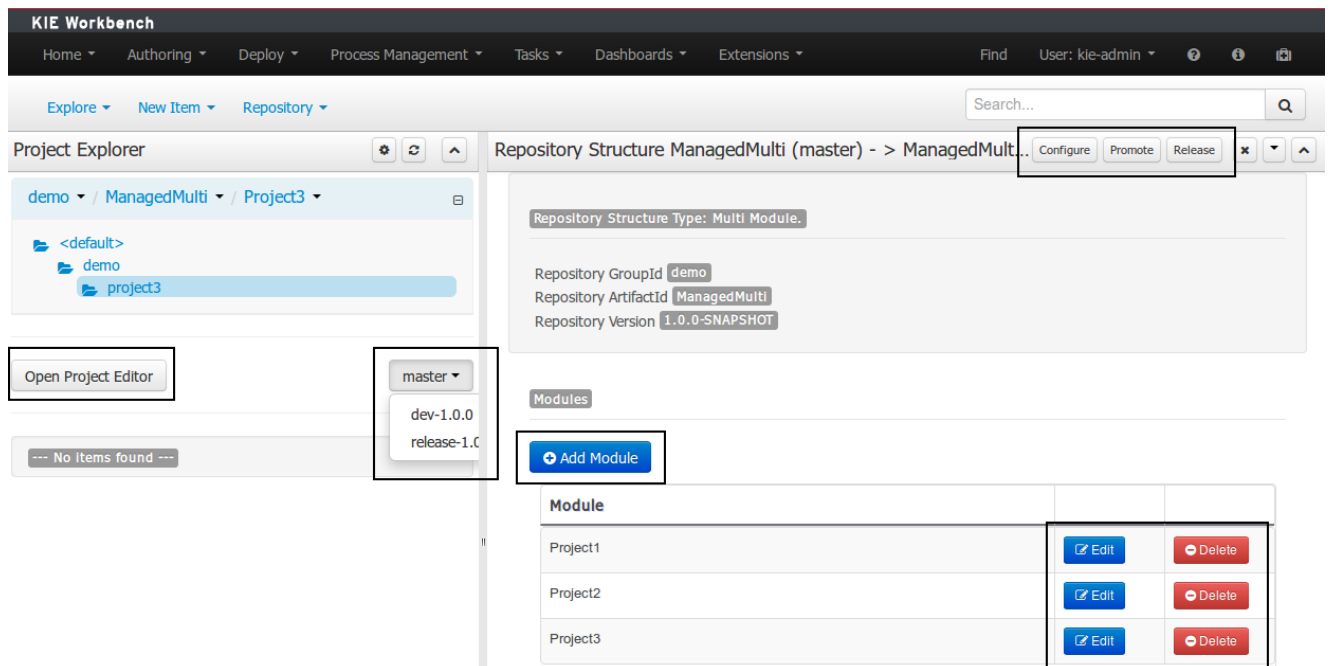 KIE Workbench
Home Authoring Deploy Process Management Tasks Dashboards Extensions Find User: kie-admin
Explore New Item Repository Search...
Project Explorer
demo / ManagedMulti / Project3
<default>
demo
project3
Open Project Editor master
dev-1.0.0
release-1.0
--- No items found ---
Repository Structure ManagedMulti (master) - > ManagedMult... Configure Promote Release
Repository Structure Type: Multi Module.
Repository GroupId demo
Repository ArtifactId ManagedMulti
Repository Version 1.0.0-SNAPSHOT
Modules
Add Module
Module
Project1 Edit Delete
Project2 Edit Delete
Project3 Edit Delete